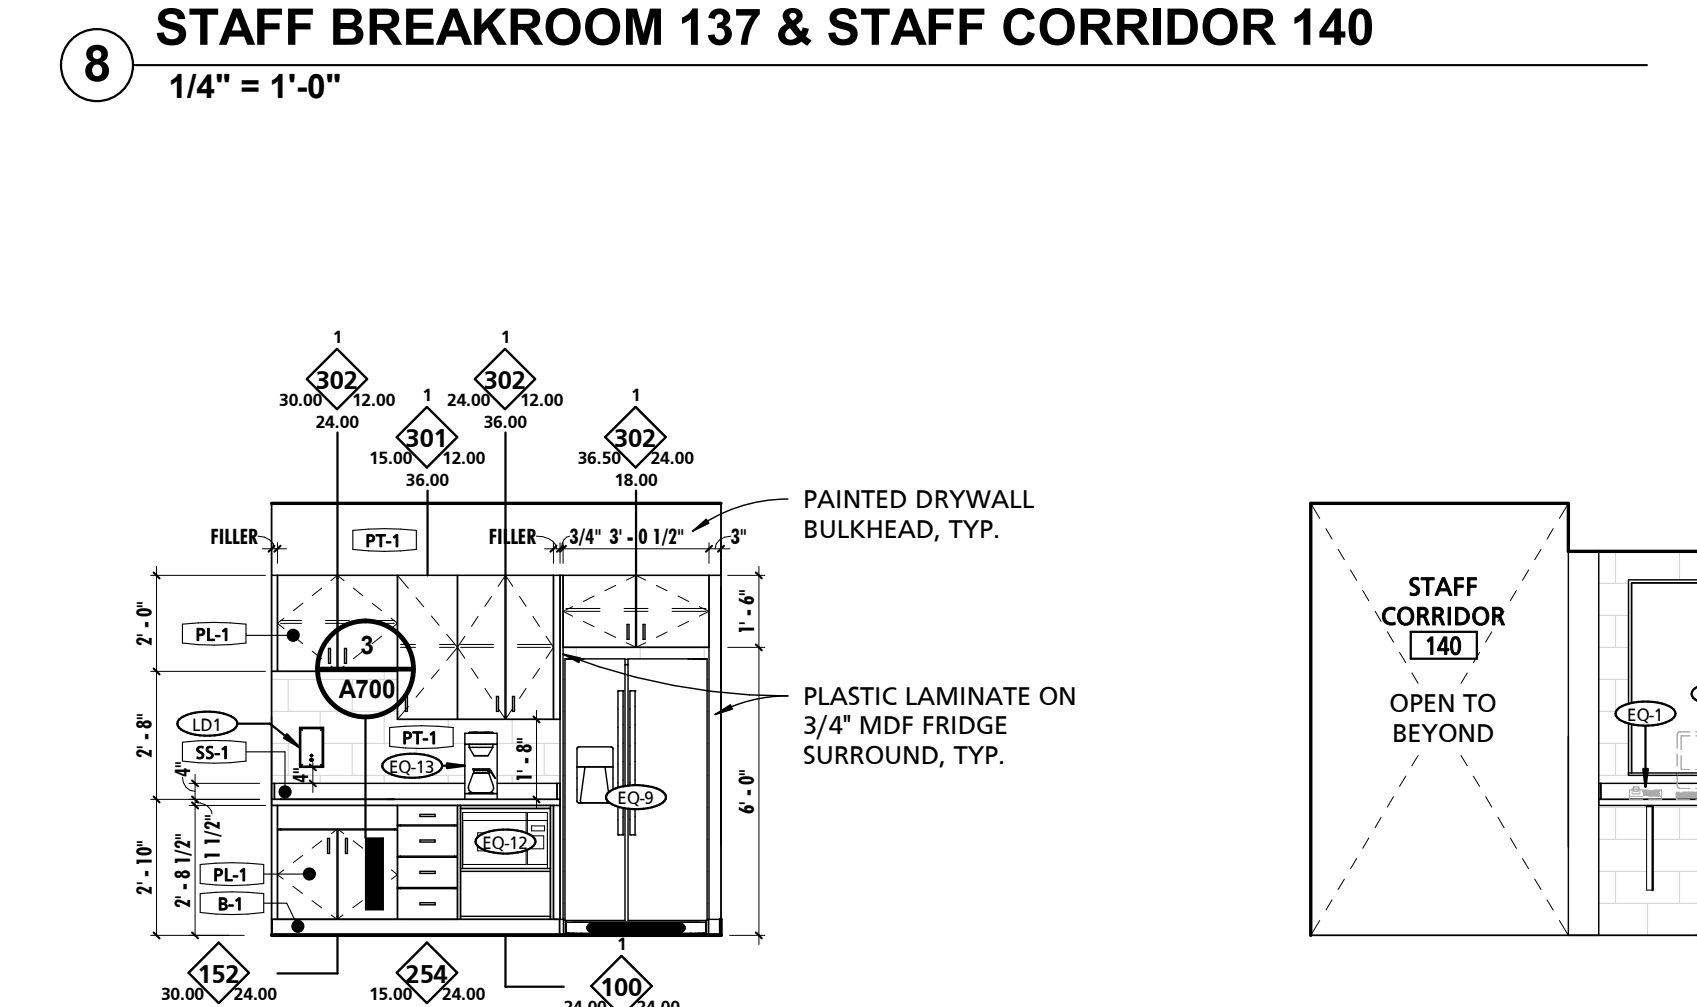 8
STAFF BREAKROOM 137 & STAFF CORRIDOR 140
1/4" = 1'-0"
1
302
30.00 12.00
24.00
1
301
15.00 12.00
36.00
1
302
24.00 12.00
36.00
1
302
36.50 24.00
18.00
PAINTED DRYWALL
BULKHEAD, TYP.
FILLER
PT-1
FILLER
3/4"
3' - 0 1/2"
3"
2' - 0"
PL-1
3
A700
1' - 6"
PLASTIC LAMINATE ON
3/4" MDF FRIDGE
SURROUND, TYP.
2' - 8"
LD1
SS-1
4"
4"
PT-1
EQ-13
1' - 8"
EQ-9
6' - 0"
2' - 10"
2' - 8 1/2"
1 1/2"
PL-1
B-1
EQ-12
152
30.00 24.00
254
15.00 24.00
1
100
24.00 24.00
STAFF
CORRIDOR
140
OPEN TO
BEYOND
EQ-1